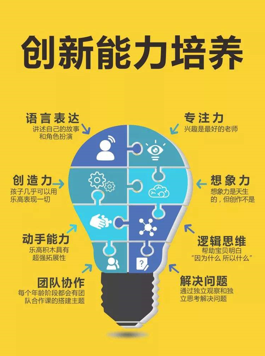 创新能力培养
语言表达
讲述自己的故事
和角色扮演
专注力
兴趣是最好的老师
创造力
孩子几乎可以用
乐高表现一切
想象力
想象力是天生
的，但创作不是
动手能力
乐高积木具有
超强拓展性
逻辑思维
帮助宝贝明白
“因为什么 所以什么”
团队协作
每个年龄阶段都会有团
队合作课的搭建主题
解决问题
通过独立观察和独
立思考解决问题